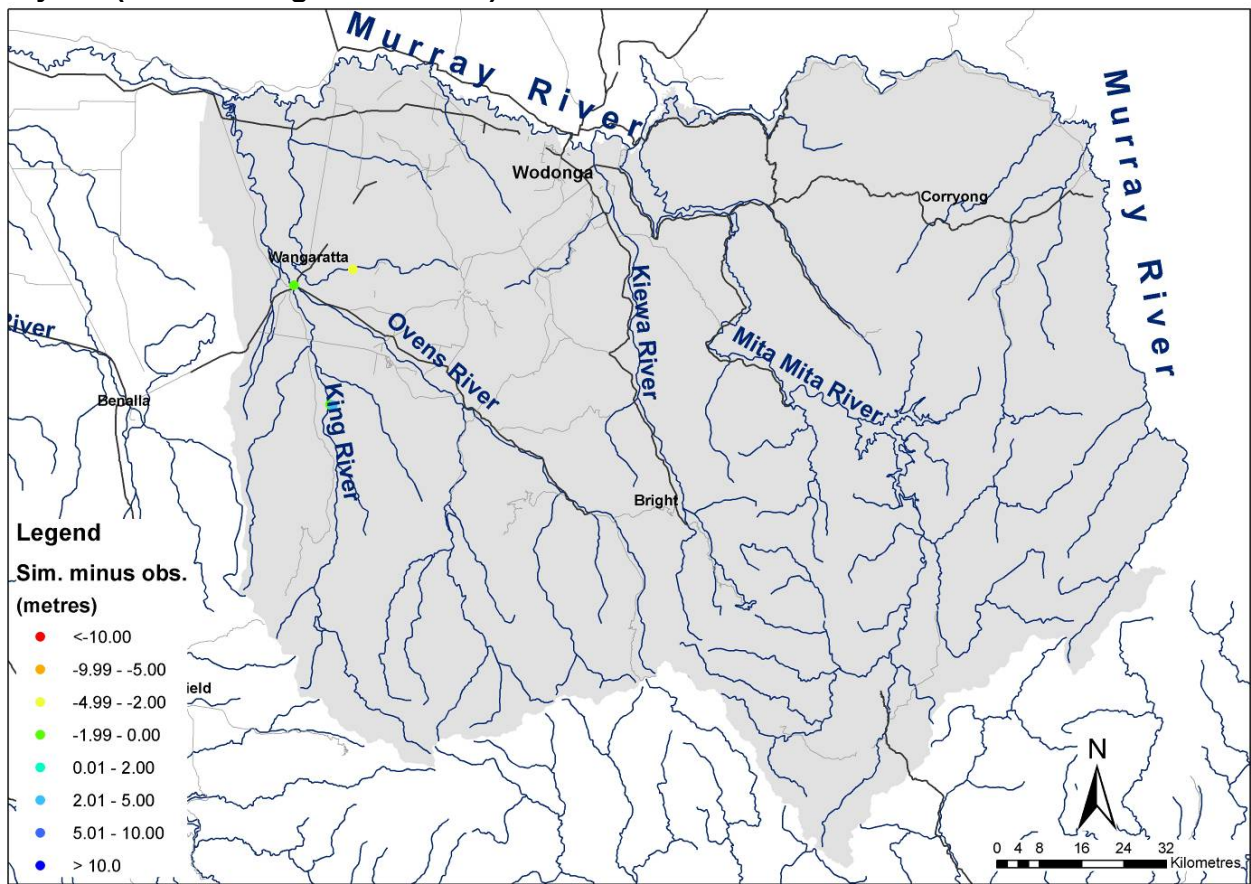 Murray River
Murray River
Wodonga
Corryong
Wangaratta
Kiewa River
Ovens River
Mita Mita River
River
Benalla
King River
Bright
Legend
Sim. minus obs.
(metres)
<-10.00
-9.99 - -5.00
ield
-4.99 - -2.00
-1.99 - 0.00
0.01 - 2.00
2.01 - 5.00
5.01 - 10.00
> 10.0
N
0 4 8 16 24 32
Kilometres